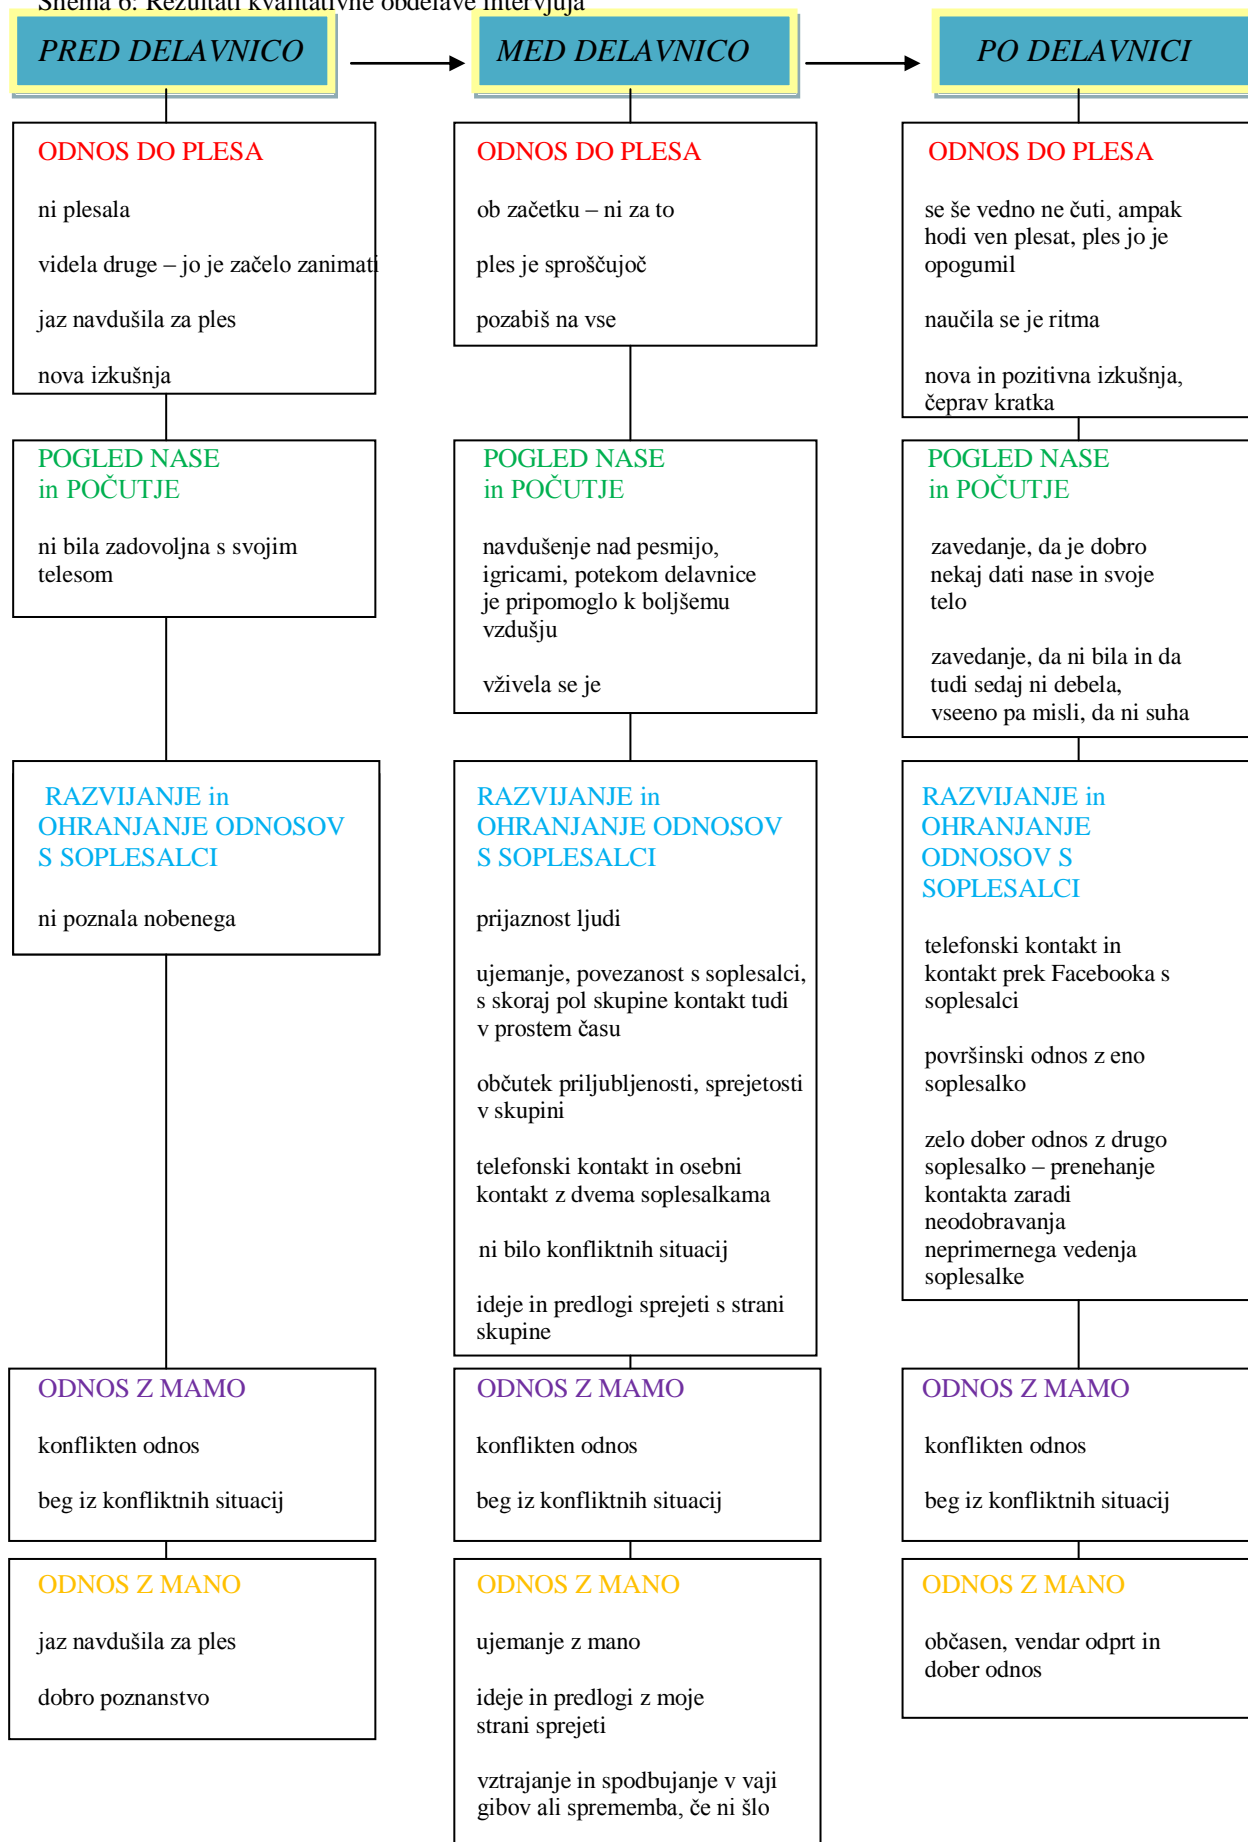 Shema 6: Rezultati kvalitativne obdelave intervjuja
PRED DELAVNICO
MED DELAVNICO
PO DELAVNICI
ODNOS DO PLESA
ni plesala
videla druge – jo je začelo zanimati
jaz navdušila za ples
nova izkušnja
ODNOS DO PLESA
ob začetku – ni za to
ples je sproščujoč
pozabiš na vse
ODNOS DO PLESA
se še vedno ne čuti, ampak
hodi ven plesat, ples jo je
opogumil
naučila se je ritma
nova in pozitivna izkušnja,
čeprav kratka
POGLED NASE
in POČUTJE
ni bila zadovoljna s svojim
telesom
POGLED NASE
in POČUTJE
navdušenje nad pesmijo,
igricami, potekom delavnice
je pripomoglo k boljšemu
vzdušju
vživela se je
POGLED NASE
in POČUTJE
zavedanje, da je dobro
nekaj dati nase in svoje
telo
zavedanje, da ni bila in da
tudi sedaj ni debela,
vseeno pa misli, da ni suha
RAZVIJANJE in
OHRANJANJE ODNOSOV
S SOPLESALCI
ni poznala nobenega
RAZVIJANJE in
OHRANJANJE ODNOSOV
S SOPLESALCI
prijaznost ljudi
ujemanje, povezanost s soplesalci,
s skoraj pol skupine kontakt tudi
v prostem času
občutek priljubljenosti, sprejetosti
v skupini
telefonski kontakt in osebni
kontakt z dvema soplesalkama
ni bilo konfliktnih situacij
ideje in predlogi sprejeti s strani
skupine
RAZVIJANJE in
OHRANJANJE
ODNOSOV S
SOPLESALCI
telefonski kontakt in
kontakt prek Facebooka s
soplesalci
površinski odnos z eno
soplesalko
zelo dober odnos z drugo
soplesalko – prenehanje
kontakta zaradi
neodobravanja
neprimernega vedenja
soplesalke
ODNOS Z MAMO
konflikten odnos
beg iz konfliktnih situacij
ODNOS Z MAMO
konflikten odnos
beg iz konfliktnih situacij
ODNOS Z MAMO
konflikten odnos
beg iz konfliktnih situacij
ODNOS Z MANO
jaz navdušila za ples
dobro poznanstvo
ODNOS Z MANO
ujemanje z mano
ideje in predlogi z moje
strani sprejeti
vztrajanje in spodbujanje v vaji
gibov ali sprememba, če ni šlo
ODNOS Z MANO
občasen, vendar odprt in
dober odnos